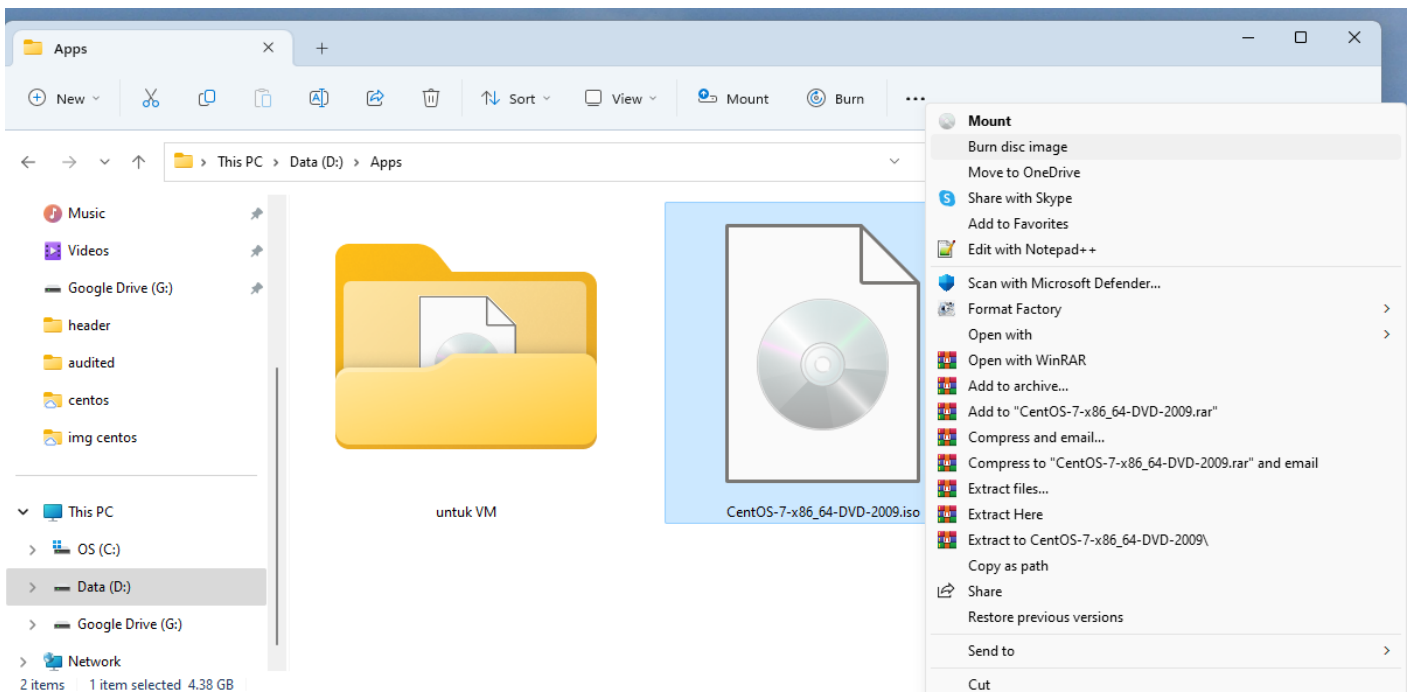 Apps
New
Sort
View
Mount
Burn
This PC
Data (D:)
Apps
Music
Videos
Google Drive (G:)
header
audited
centos
img centos
This PC
OS (C:)
Data (D:)
Google Drive (G:)
Network
untuk VM
CentOS-7-x86_64-DVD-2009.iso
2 items
1 item selected 4.38 GB
Mount
Burn disc image
Move to OneDrive
Share with Skype
Add to Favorites
Edit with Notepad++
Scan with Microsoft Defender...
Format Factory
Open with
Open with WinRAR
Add to archive...
Add to "CentOS-7-x86_64-DVD-2009.rar"
Compress and email...
Compress to "CentOS-7-x86_64-DVD-2009.rar" and email
Extract files...
Extract Here
Extract to CentOS-7-x86_64-DVD-2009\
Copy as path
Share
Restore previous versions
Send to
Cut